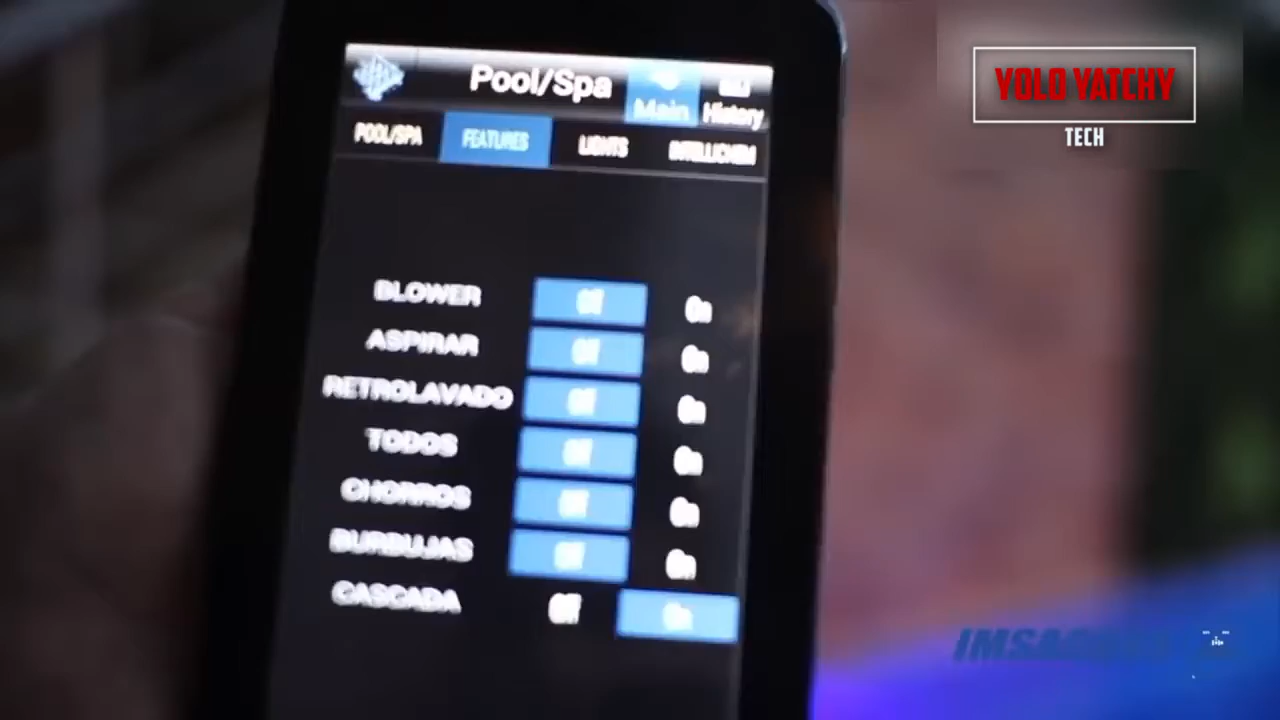 YOLO YATCHY
TECH
Pool/Spa
Main
History
POOL/SPA FEATURES LIGHTS INTELLICHEM
BLOWER Off On
ASPIRAR Off On
RETROLAVADO Off On
TODOS Off On
CHORROS Off On
BURBUJAS Off On
CASCADA Off On